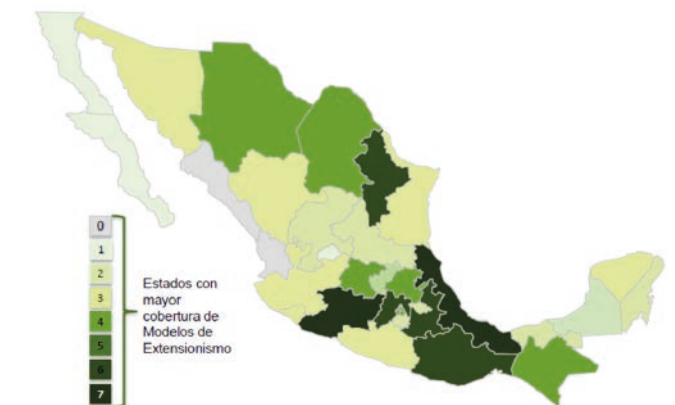 0
1
2
3
4
5
6
7
Estados con
mayor
cobertura de
Modelos de
Extensionismo